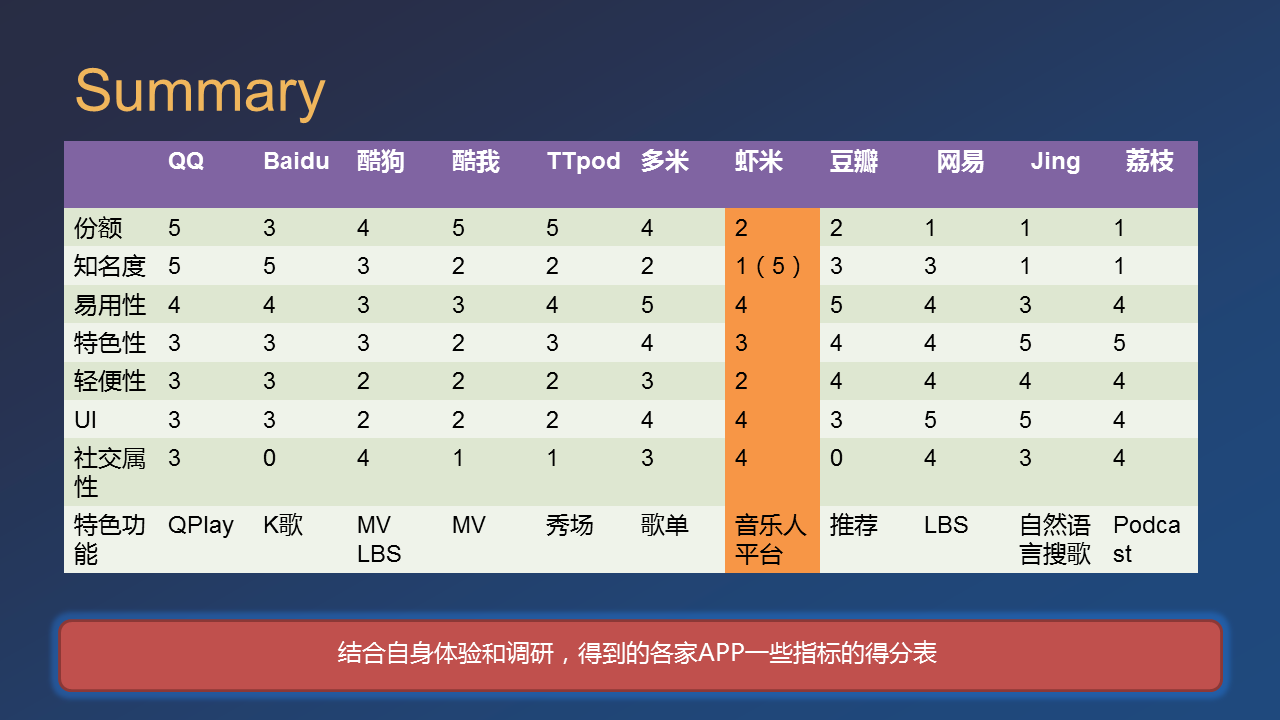 Summary
QQ Baidu 酷狗 酷我 TTpod 多米 虾米 豆瓣 网易 Jing 荔枝
份额 5 3 4 5 5 4 2 2 1 1 1
知名度 5 5 3 2 2 2 1（5） 3 3 1 1
易用性 4 4 3 3 4 5 4 5 4 3 4
特色性 3 3 3 2 3 4 3 4 4 5 5
轻便性 3 3 2 2 2 3 2 4 4 4 4
UI 3 3 2 2 2 4 4 3 5 5 4
社交属 3 0 4 1 1 3 4 0 4 3 4
性
特色功 QPlay K歌 MV MV 秀场 歌单 音乐人 推荐 LBS 自然语 Podca
能 LBS 平台 言搜歌 st
结合自身体验和调研，得到的各家APP一些指标的得分表